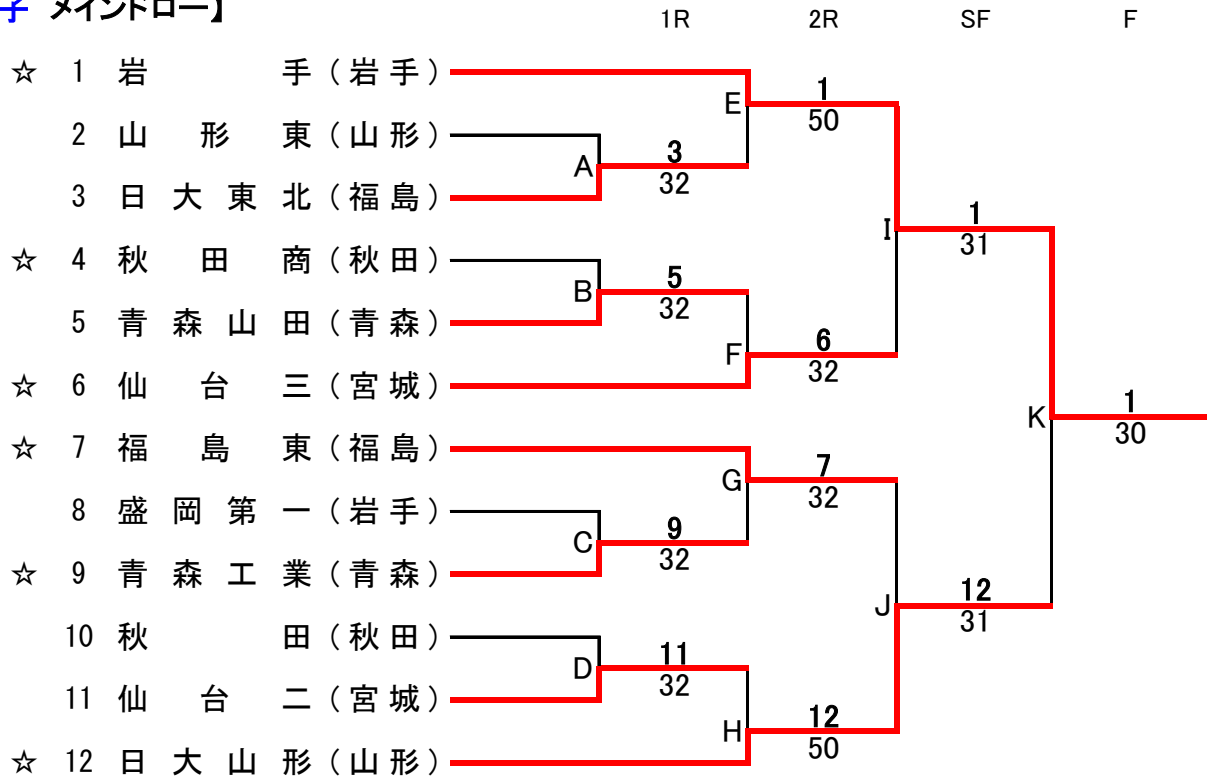 子 メインドロー】
1R 2R SF F
☆ 1 岩手(岩手)
E 1
50
2 山形東(山形)
A 3
32
3 日大東北(福島)
I 1
31
☆ 4 秋田商(秋田)
B 5
32
5 青森山田(青森)
F 6
32
☆ 6 仙台三(宮城)
K 1
30
☆ 7 福島東(福島)
G 7
32
8 盛岡第一(岩手)
C 9
32
☆ 9 青森工業(青森)
J 12
31
10 秋田(秋田)
D 11
32
11 仙台二(宮城)
H 12
50
☆ 12 日大山形(山形)